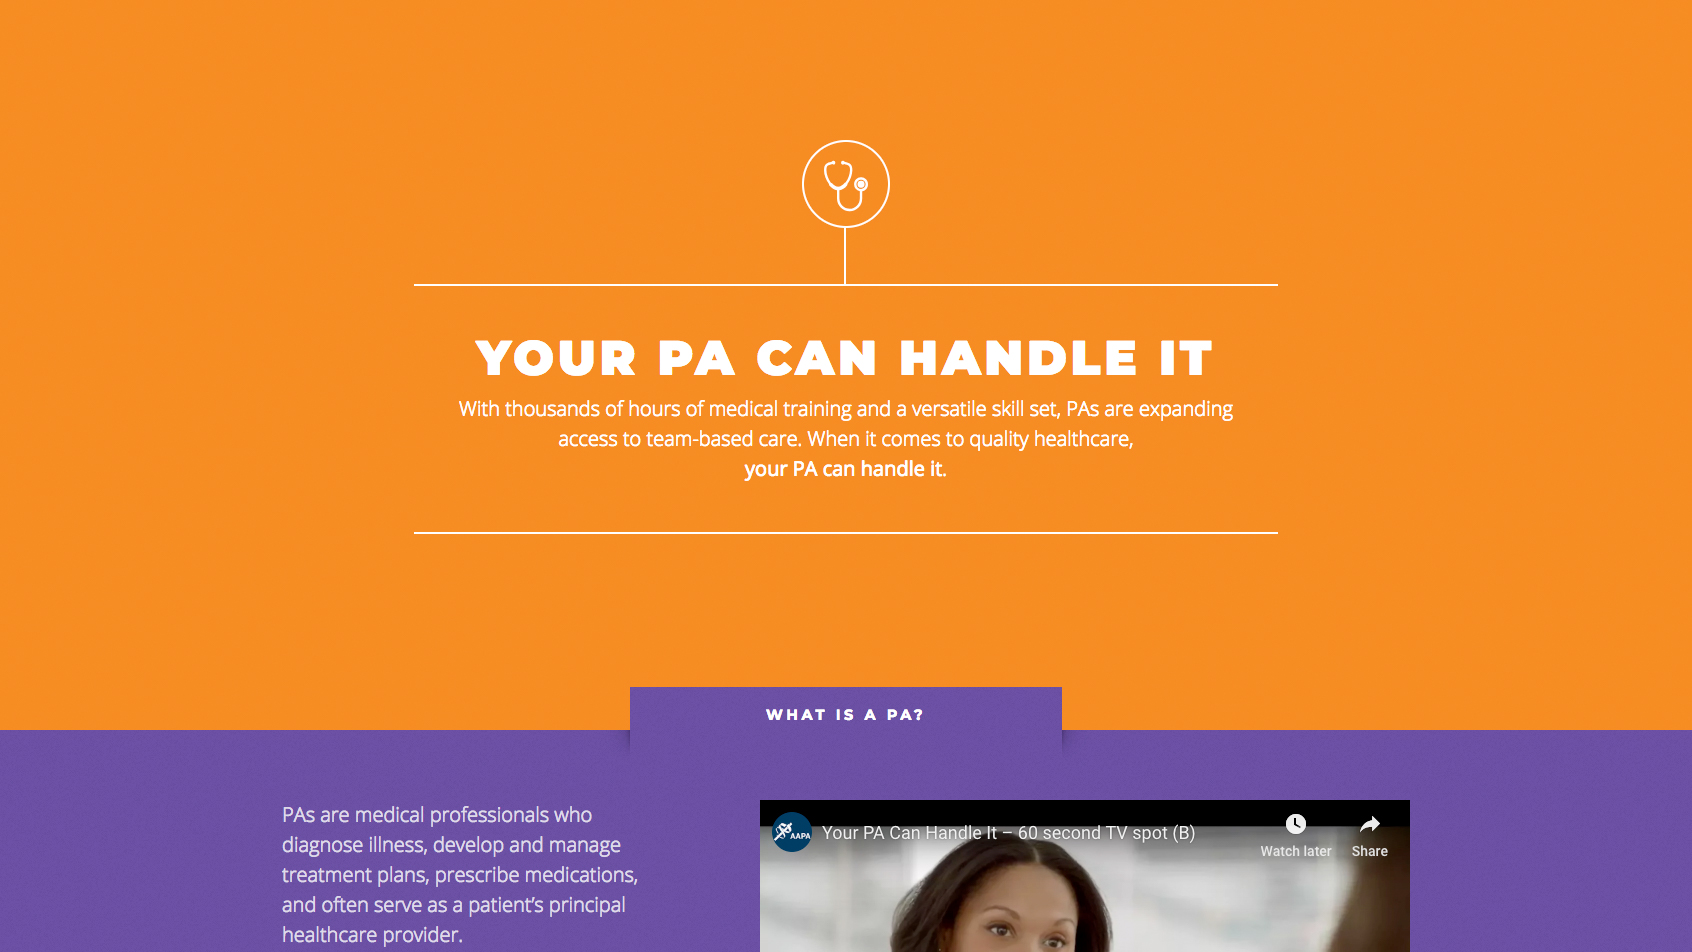 YOUR PA CAN HANDLE IT
With thousands of hours of medical training and a versatile skill set, PAs are expanding
access to team-based care. When it comes to quality healthcare,
your PA can handle it.
WHAT IS A PA?
PAs are medical professionals who
diagnose illness, develop and manage
treatment plans, prescribe medications,
and often serve as a patient’s principal
healthcare provider.
AAPA
Your PA Can Handle It – 60 second TV spot (B)
Watch later
Share